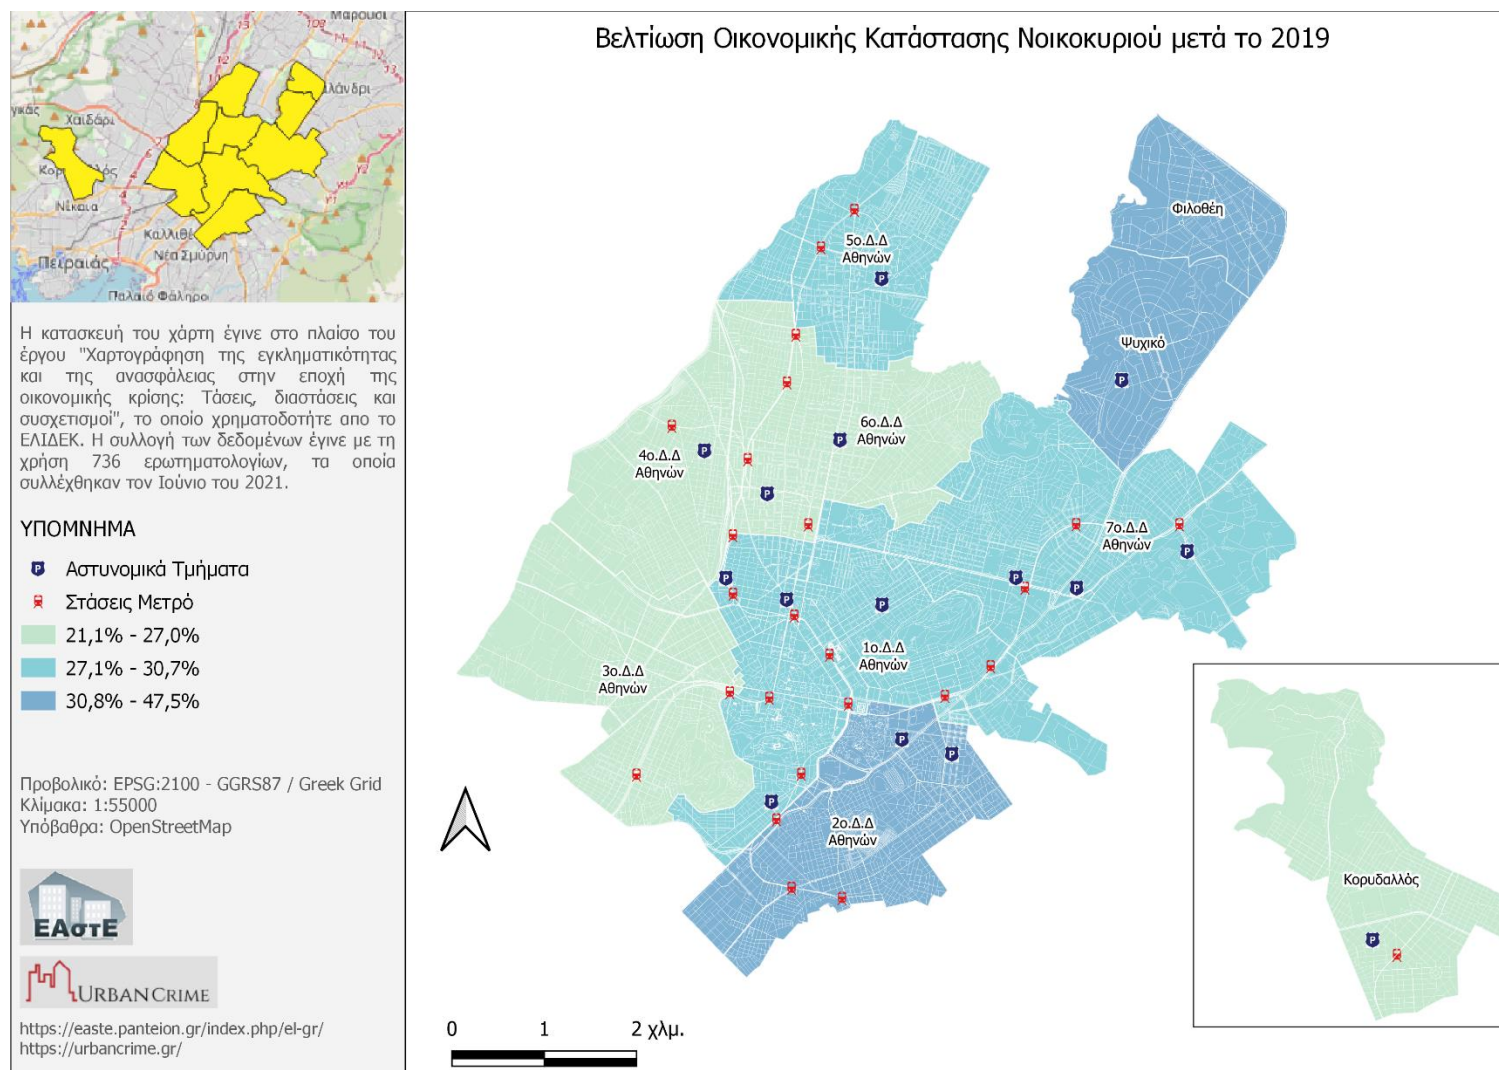 Βελτίωση Οικονομικής Κατάστασης Νοικοκυριού μετά το 2019
Μαρούσι
Χαϊδάρι
Νίκαια
Καλλιθέ
Νέα Σμύρνη
Πειραιάς
Παλαιό Φάληρο
Η κατασκευή του χάρτη έγινε στο πλαίσο του
έργου "Χαρτογράφηση της εγκληματικότητας
και της ανασφάλειας στην εποχή της
οικονομικής κρίσης: Τάσεις, διαστάσεις και
συσχετισμοί", το οποίο χρηματοδοτήτε απο το
ΕΛΙΔΕΚ. Η συλλογή των δεδομένων έγινε με τη
χρήση 736 ερωτηματολογίων, τα οποία
συλλέχθηκαν τον Ιούνιο του 2021.
ΥΠΟΜΝΗΜΑ
Αστυνομικά Τμήματα
Στάσεις Μετρό
21,1% - 27,0%
27,1% - 30,7%
30,8% - 47,5%
Προβολικό: EPSG:2100 - GGRS87 / Greek Grid
Κλίμακα: 1:55000
Υπόβαθρα: OpenStreetMap
ΕΑστΕ
URBANCRIME
https://easte.panteion.gr/index.php/el-gr/
https://urbancrime.gr/
Φιλοθέη
5ο.Δ.Δ
Αθηνών
Ψυχικό
6ο.Δ.Δ
Αθηνών
4ο.Δ.Δ
Αθηνών
7ο.Δ.Δ
Αθηνών
1ο.Δ.Δ
Αθηνών
3ο.Δ.Δ
Αθηνών
2ο.Δ.Δ
Αθηνών
Κορυδαλλός
0 1 2 χλμ.